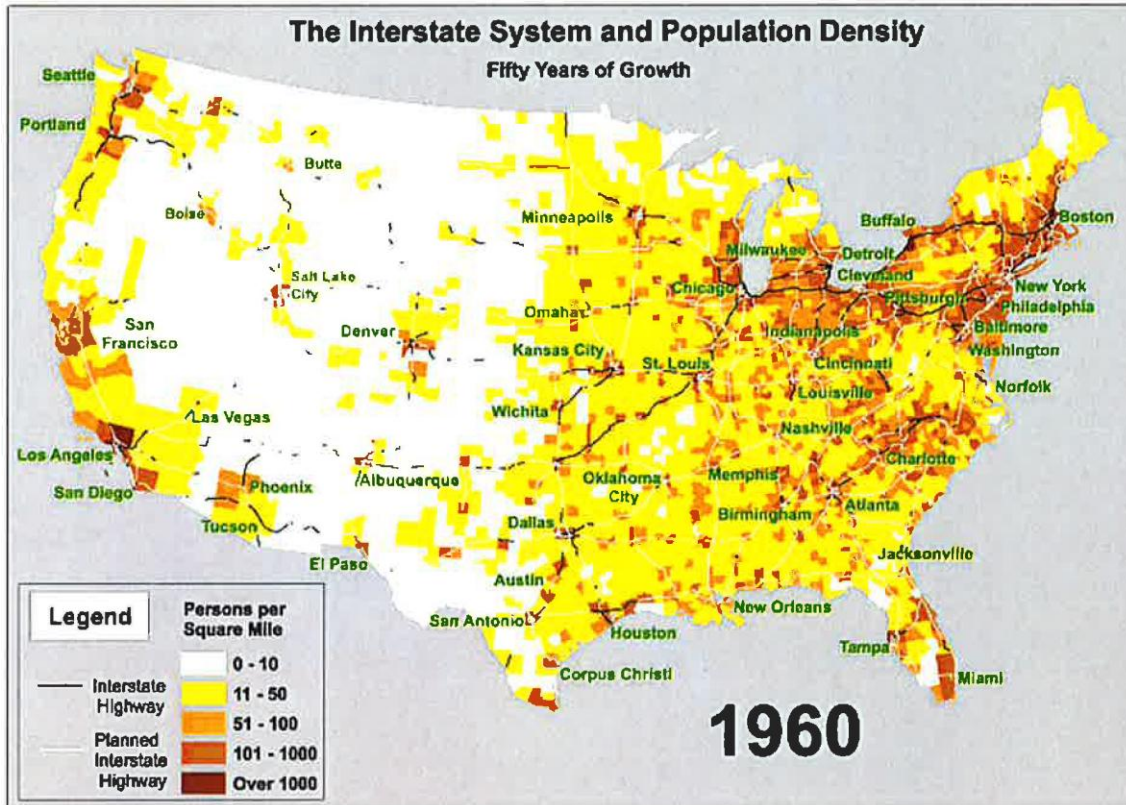 The Interstate System and Population Density
Fifty Years of Growth
Seattle
Portland
Butte
Boise
Minneapolis
Buffalo
Boston
Milwaukee
Detroit
Cleveland
Salt Lake
City
Chicago
New York
Pittsburgh
Philadelphia
Omaha
San
Francisco
Denver
Indianapolis
Baltimore
Kansas City
St. Louis
Cincinnati
Washington
Wichita
Louisville
Norfolk
Las Vegas
Nashville
Los Angeles
Albuquerque
Oklahoma
City
Memphis
Charlotte
San Diego
Phoenix
Birmingham
Atlanta
Tucson
Dallas
El Paso
Jacksonville
Austin
San Antonio
New Orleans
Houston
Tampa
Corpus Christi
Miami
1960
Legend
Persons per
Square Mile
0 - 10
11 - 50
51 - 100
101 - 1000
Over 1000
Interstate
Highway
Planned
Interstate
Highway